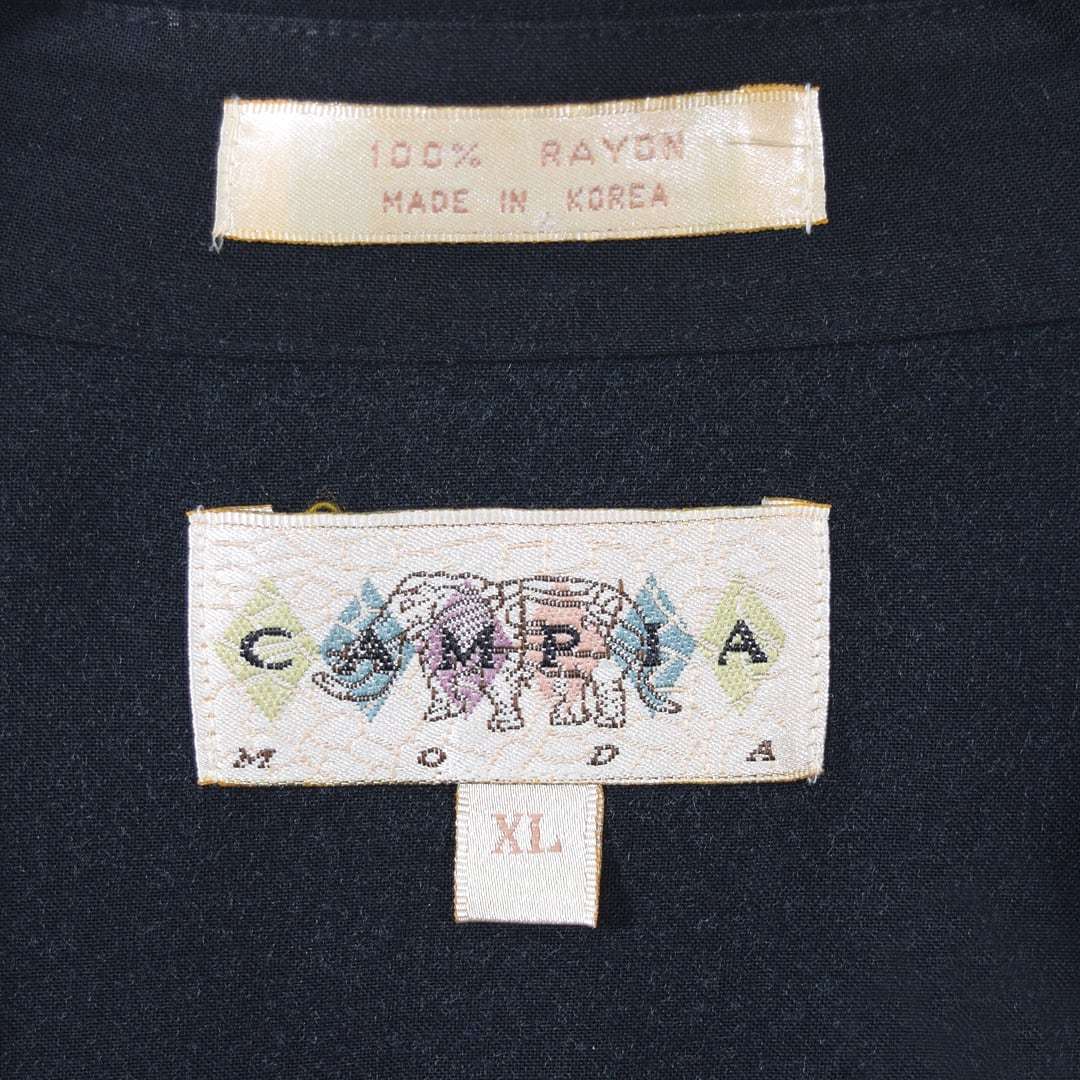 100% RAYON
MADE IN KOREA
CAMPIA
MODA
XL